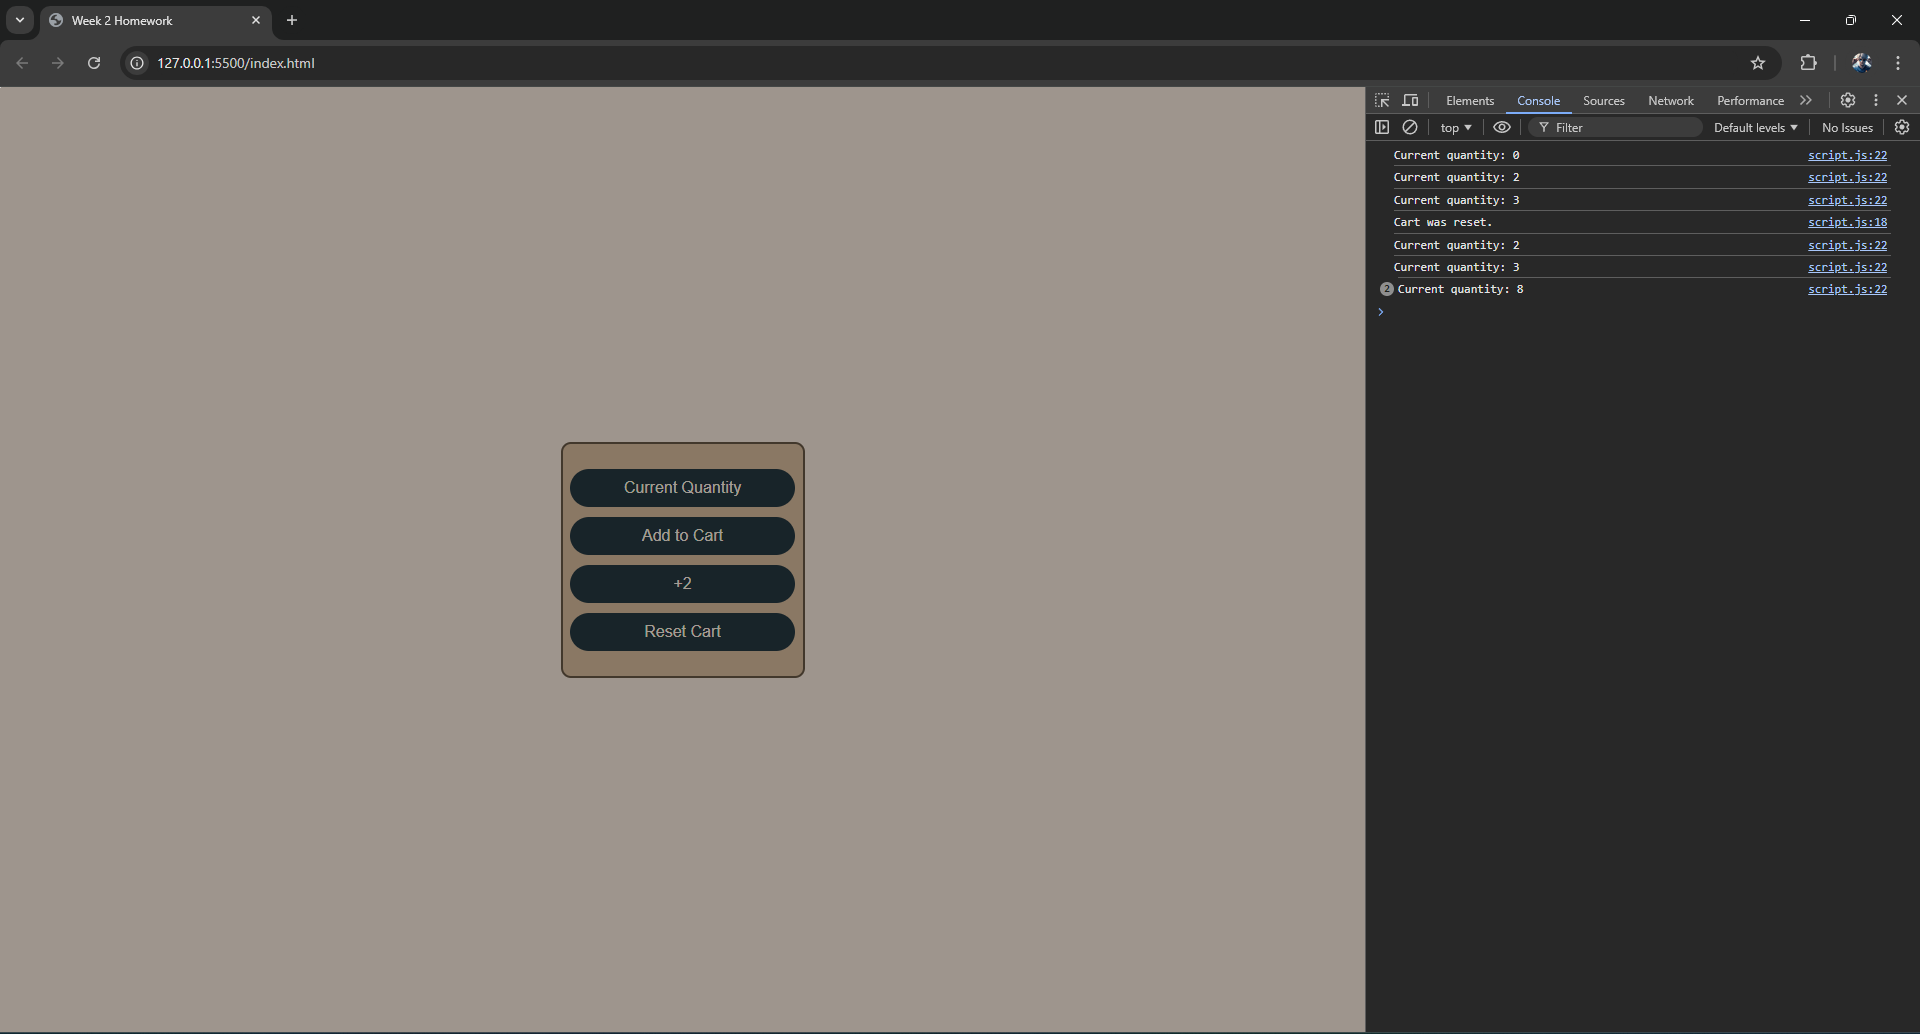 Week 2 Homework
127.0.0.1:5500/index.html
Elements Console Sources Network Performance
top Filter Default levels No Issues
Current quantity: 0 script.js:22
Current quantity: 2 script.js:22
Current quantity: 3 script.js:22
Cart was reset. script.js:18
Current quantity: 2 script.js:22
Current quantity: 3 script.js:22
2 Current quantity: 8 script.js:22
Current Quantity
Add to Cart
+2
Reset Cart